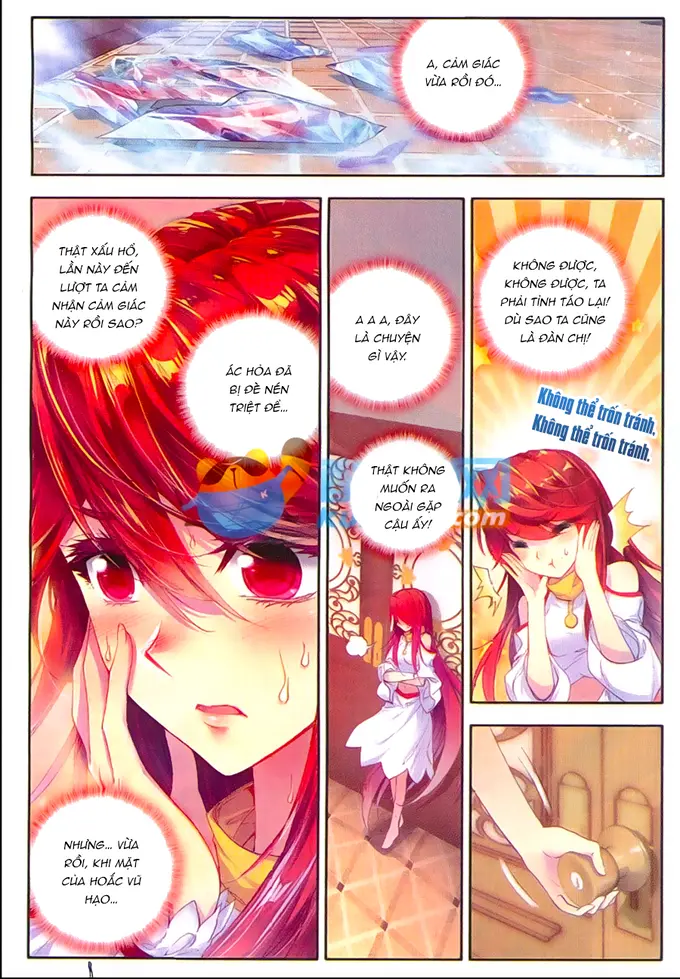 A, CẢM GIÁC
VỪA RỒI ĐÓ...
THẬT XẤU HỔ,
LẦN NÀY ĐẾN
LƯỢT TA CẢM
NHẬN CẢM GIÁC
NÀY RỒI SAO?
ÁC HỎA ĐÃ
BỊ ĐÈ NÉN
TRIỆT ĐỂ...
NHƯNG... VỪA
RỒI, KHI MẶT
CỦA HOẮC VŨ
HẠO...
A A A, ĐÂY
LÀ CHUYỆN
GÌ VẬY.
THẬT KHÔNG
MUỐN RA
NGOÀI GẶP
CẬU ẤY!
KHÔNG ĐƯỢC,
KHÔNG ĐƯỢC, TA
PHẢI TỈNH TÁO LẠI!
DÙ SAO TA CŨNG
LÀ ĐÀN CHỊ!
Không thể trốn tránh.
Không thể trốn tránh.
.com